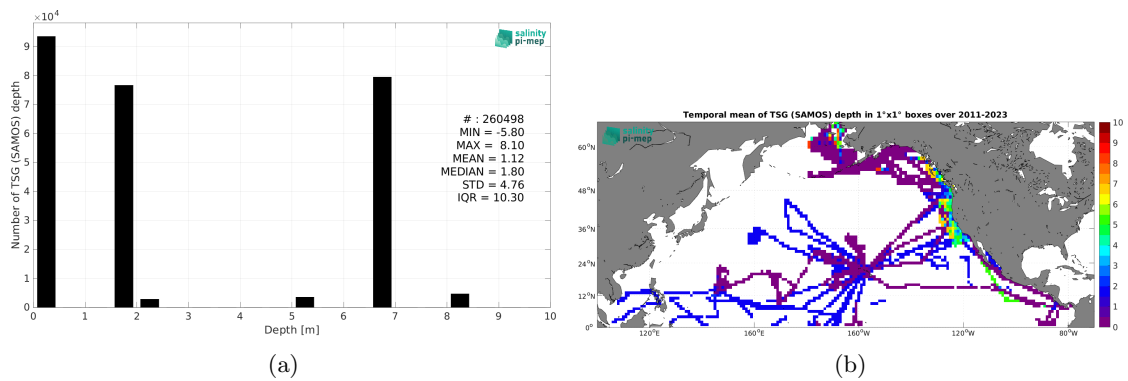 ×10⁴
9
8
7
6
5
4
3
2
1
0
Number of TSG (SAMOS) depth
0 1 2 3 4 5 6 7 8 9 10
Depth [m]
salinity
pi-mep
# : 260498
MIN = -5.80
MAX = 8.10
MEAN = 1.12
MEDIAN = 1.80
STD = 4.76
IQR = 10.30
(a)
Temporal mean of TSG (SAMOS) depth in 1°x1° boxes over 2011-2023
salinity
pi-mep
60°N
48°N
36°N
24°N
12°N
0°
120°E 160°E 160°W 120°W 80°W
10
9
8
7
6
5
4
3
2
1
0
(b)